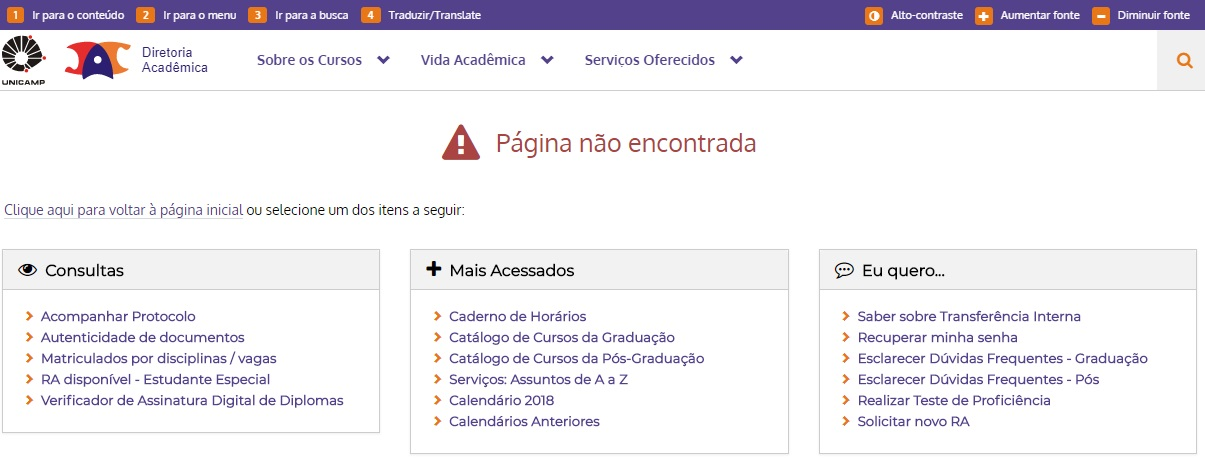 1 Ir para o conteúdo 2 Ir para o menu 3 Ir para a busca 4 Traduzir/Translate Alto-contraste Aumentar fonte Diminuir fonte
UNICAMP
Diretoria
Acadêmica
Sobre os Cursos Vida Acadêmica Serviços Oferecidos
Página não encontrada
Clique aqui para voltar à página inicial ou selecione um dos itens a seguir:
Consultas
Acompanhar Protocolo
Autenticidade de documentos
Matriculados por disciplinas / vagas
RA disponível - Estudante Especial
Verificador de Assinatura Digital de Diplomas
Mais Acessados
Caderno de Horários
Catálogo de Cursos da Graduação
Catálogo de Cursos da Pós-Graduação
Serviços: Assuntos de A a Z
Calendário 2018
Calendários Anteriores
Eu quero...
Saber sobre Transferência Interna
Recuperar minha senha
Esclarecer Dúvidas Frequentes - Graduação
Esclarecer Dúvidas Frequentes - Pós
Realizar Teste de Proficiência
Solicitar novo RA